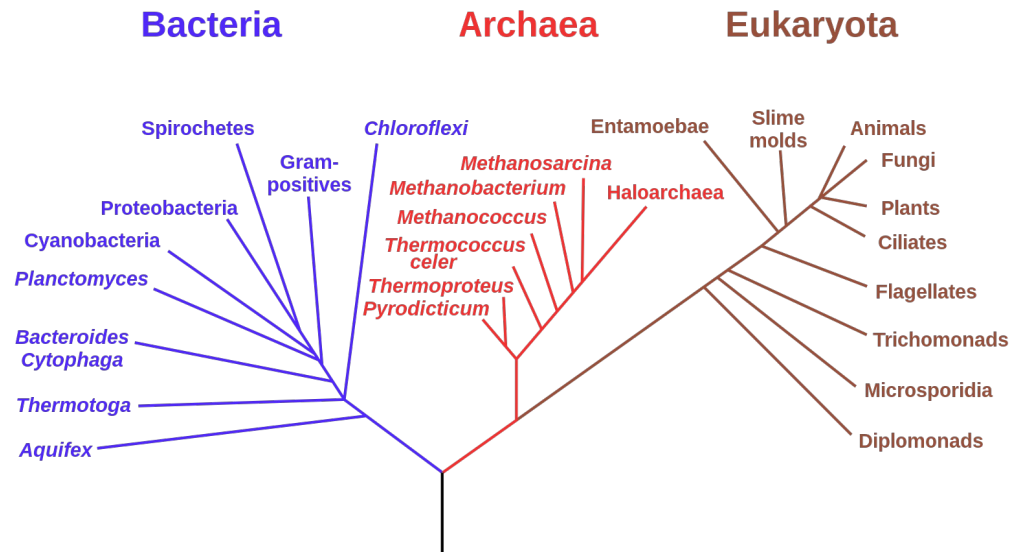 Bacteria
Archaea
Eukaryota
Spirochetes
Chloroflexi
Gram-
positives
Proteobacteria
Cyanobacteria
Planctomyces
Bacteroides
Cytophaga
Thermotoga
Aquifex
Methanosarcina
Methanobacterium
Haloarchaea
Methanococcus
Thermococcus
celer
Thermoproteus
Pyrodicticum
Entamoebae
Slime
molds
Animals
Fungi
Plants
Ciliates
Flagellates
Trichomonads
Microsporidia
Diplomonads